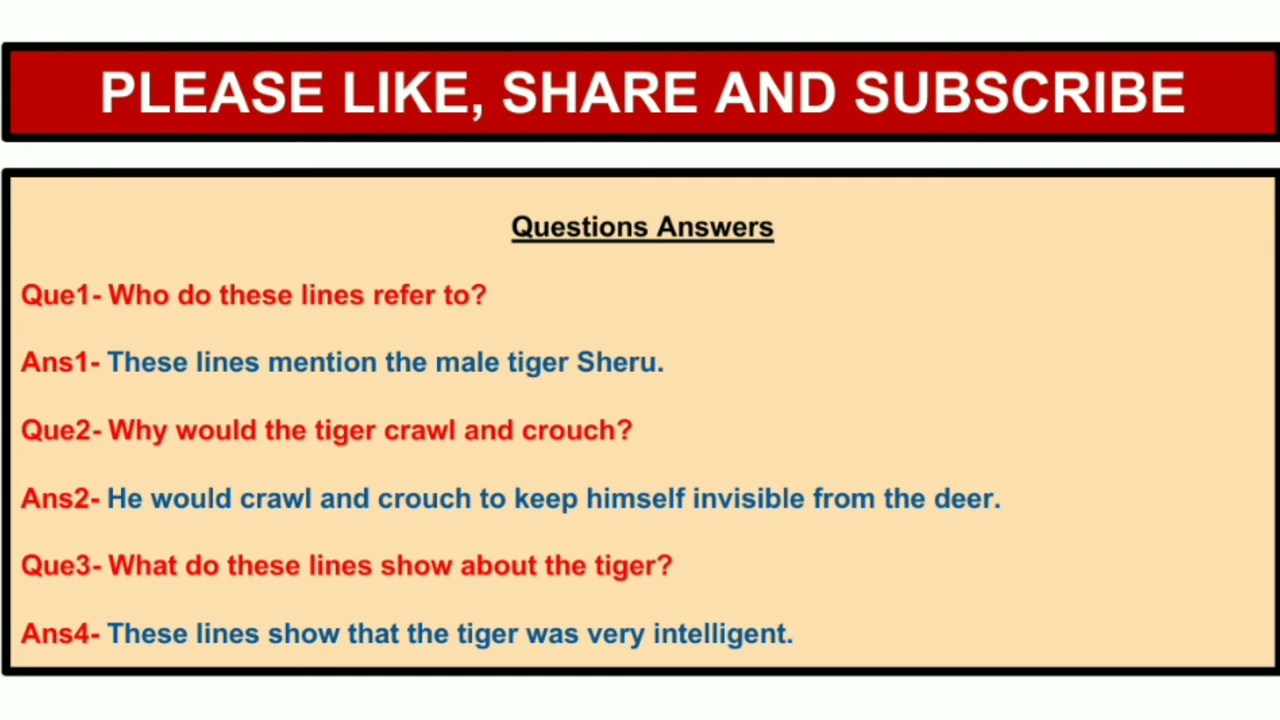 PLEASE LIKE, SHARE AND SUBSCRIBE
Questions Answers
Que1- Who do these lines refer to?
Ans1- These lines mention the male tiger Sheru.
Que2- Why would the tiger crawl and crouch?
Ans2- He would crawl and crouch to keep himself invisible from the deer.
Que3- What do these lines show about the tiger?
Ans4- These lines show that the tiger was very intelligent.